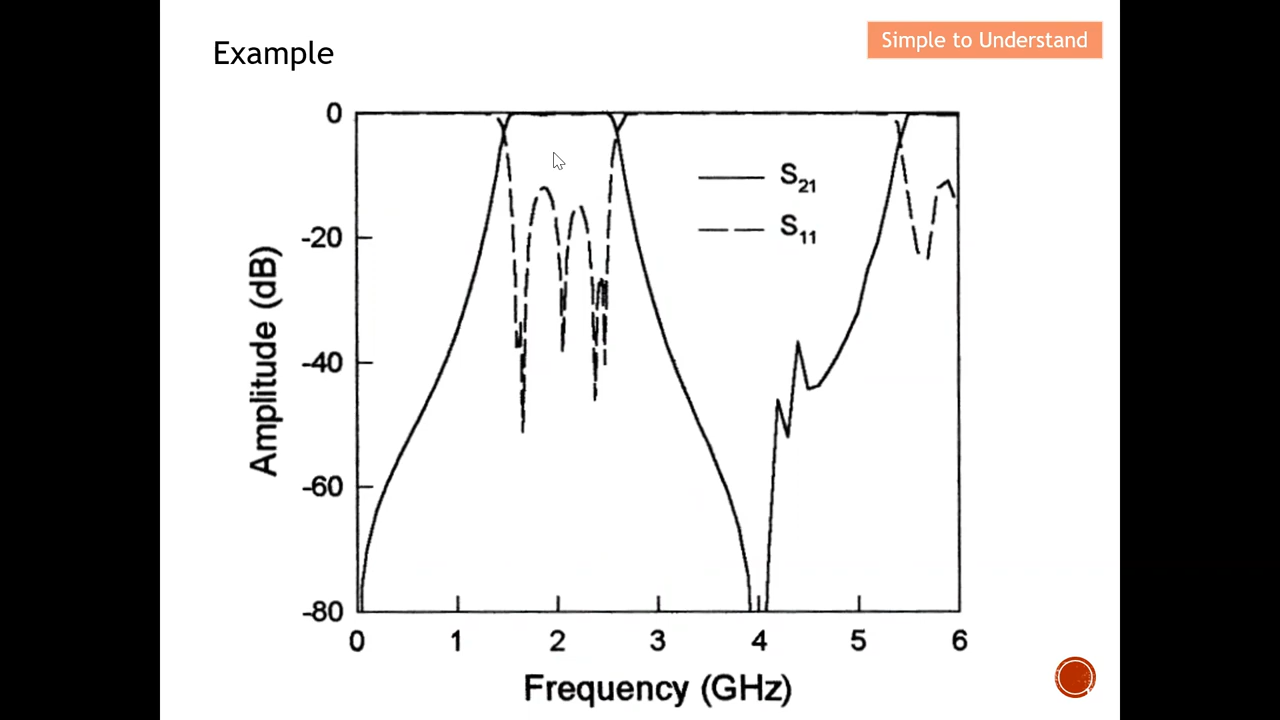 Example
Simple to Understand
0
-20
-40
-60
-80
Amplitude (dB)
S21
S11
0 1 2 3 4 5 6
Frequency (GHz)